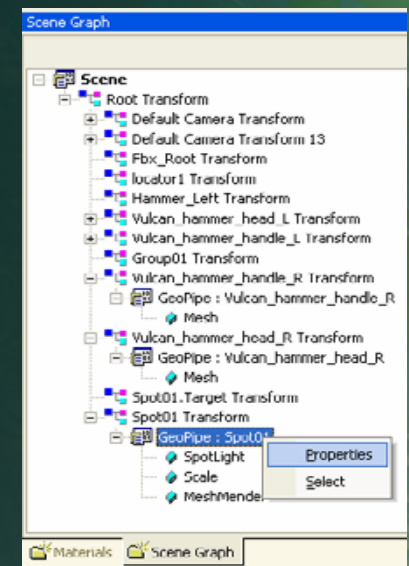 Scene Graph
Scene
Root Transform
Default Camera Transform
Default Camera Transform 13
Fbx_Root Transform
locator1 Transform
Hammer_Left Transform
Vulcan_hammer_head_L Transform
Vulcan_hammer_handle_L Transform
Group01 Transform
Vulcan_hammer_handle_R Transform
GeoPipe : Vulcan_hammer_handle_R
Mesh
Vulcan_hammer_head_R Transform
GeoPipe : Vulcan_hammer_head_R
Mesh
Spot01.Target Transform
Spot01 Transform
GeoPipe : Spot01
SpotLight
Properties
Scale
Select
MeshMender
Materials Scene Graph